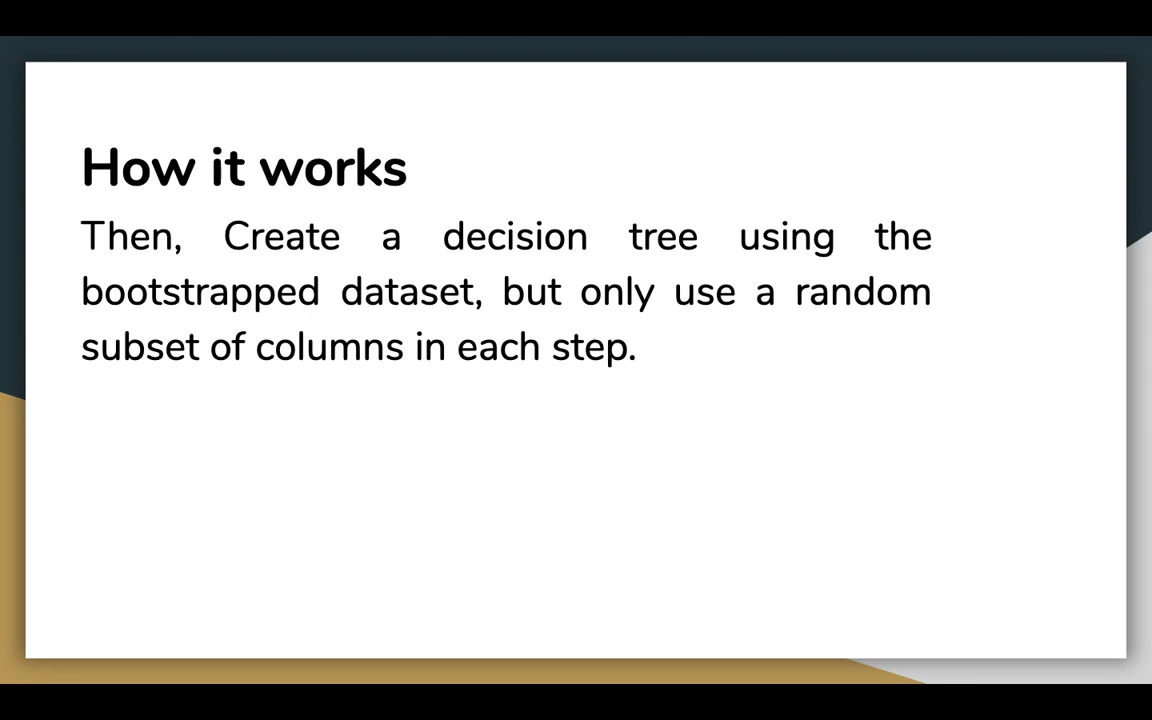 How it works
Then, Create a decision tree using the
bootstrapped dataset, but only use a random
subset of columns in each step.